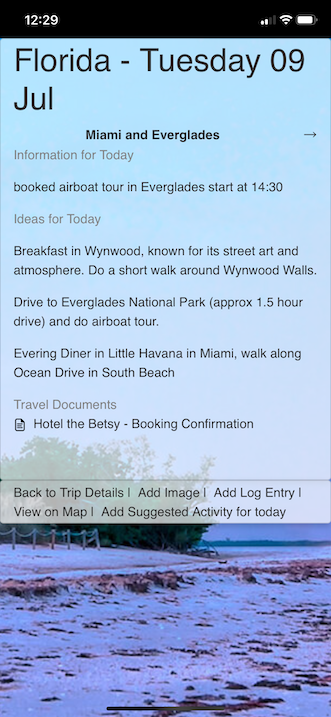 12:29
Florida - Tuesday 09
Jul
Miami and Everglades →
Information for Today
booked airboat tour in Everglades start at 14:30
Ideas for Today
Breakfast in Wynwood, known for its street art and
atmosphere. Do a short walk around Wynwood Walls.
Drive to Everglades National Park (approx 1.5 hour
drive) and do airboat tour.
Evering Diner in Little Havana in Miami, walk along
Ocean Drive in South Beach
Travel Documents
Hotel the Betsy - Booking Confirmation
Back to Trip Details | Add Image | Add Log Entry |
View on Map | Add Suggested Activity for today